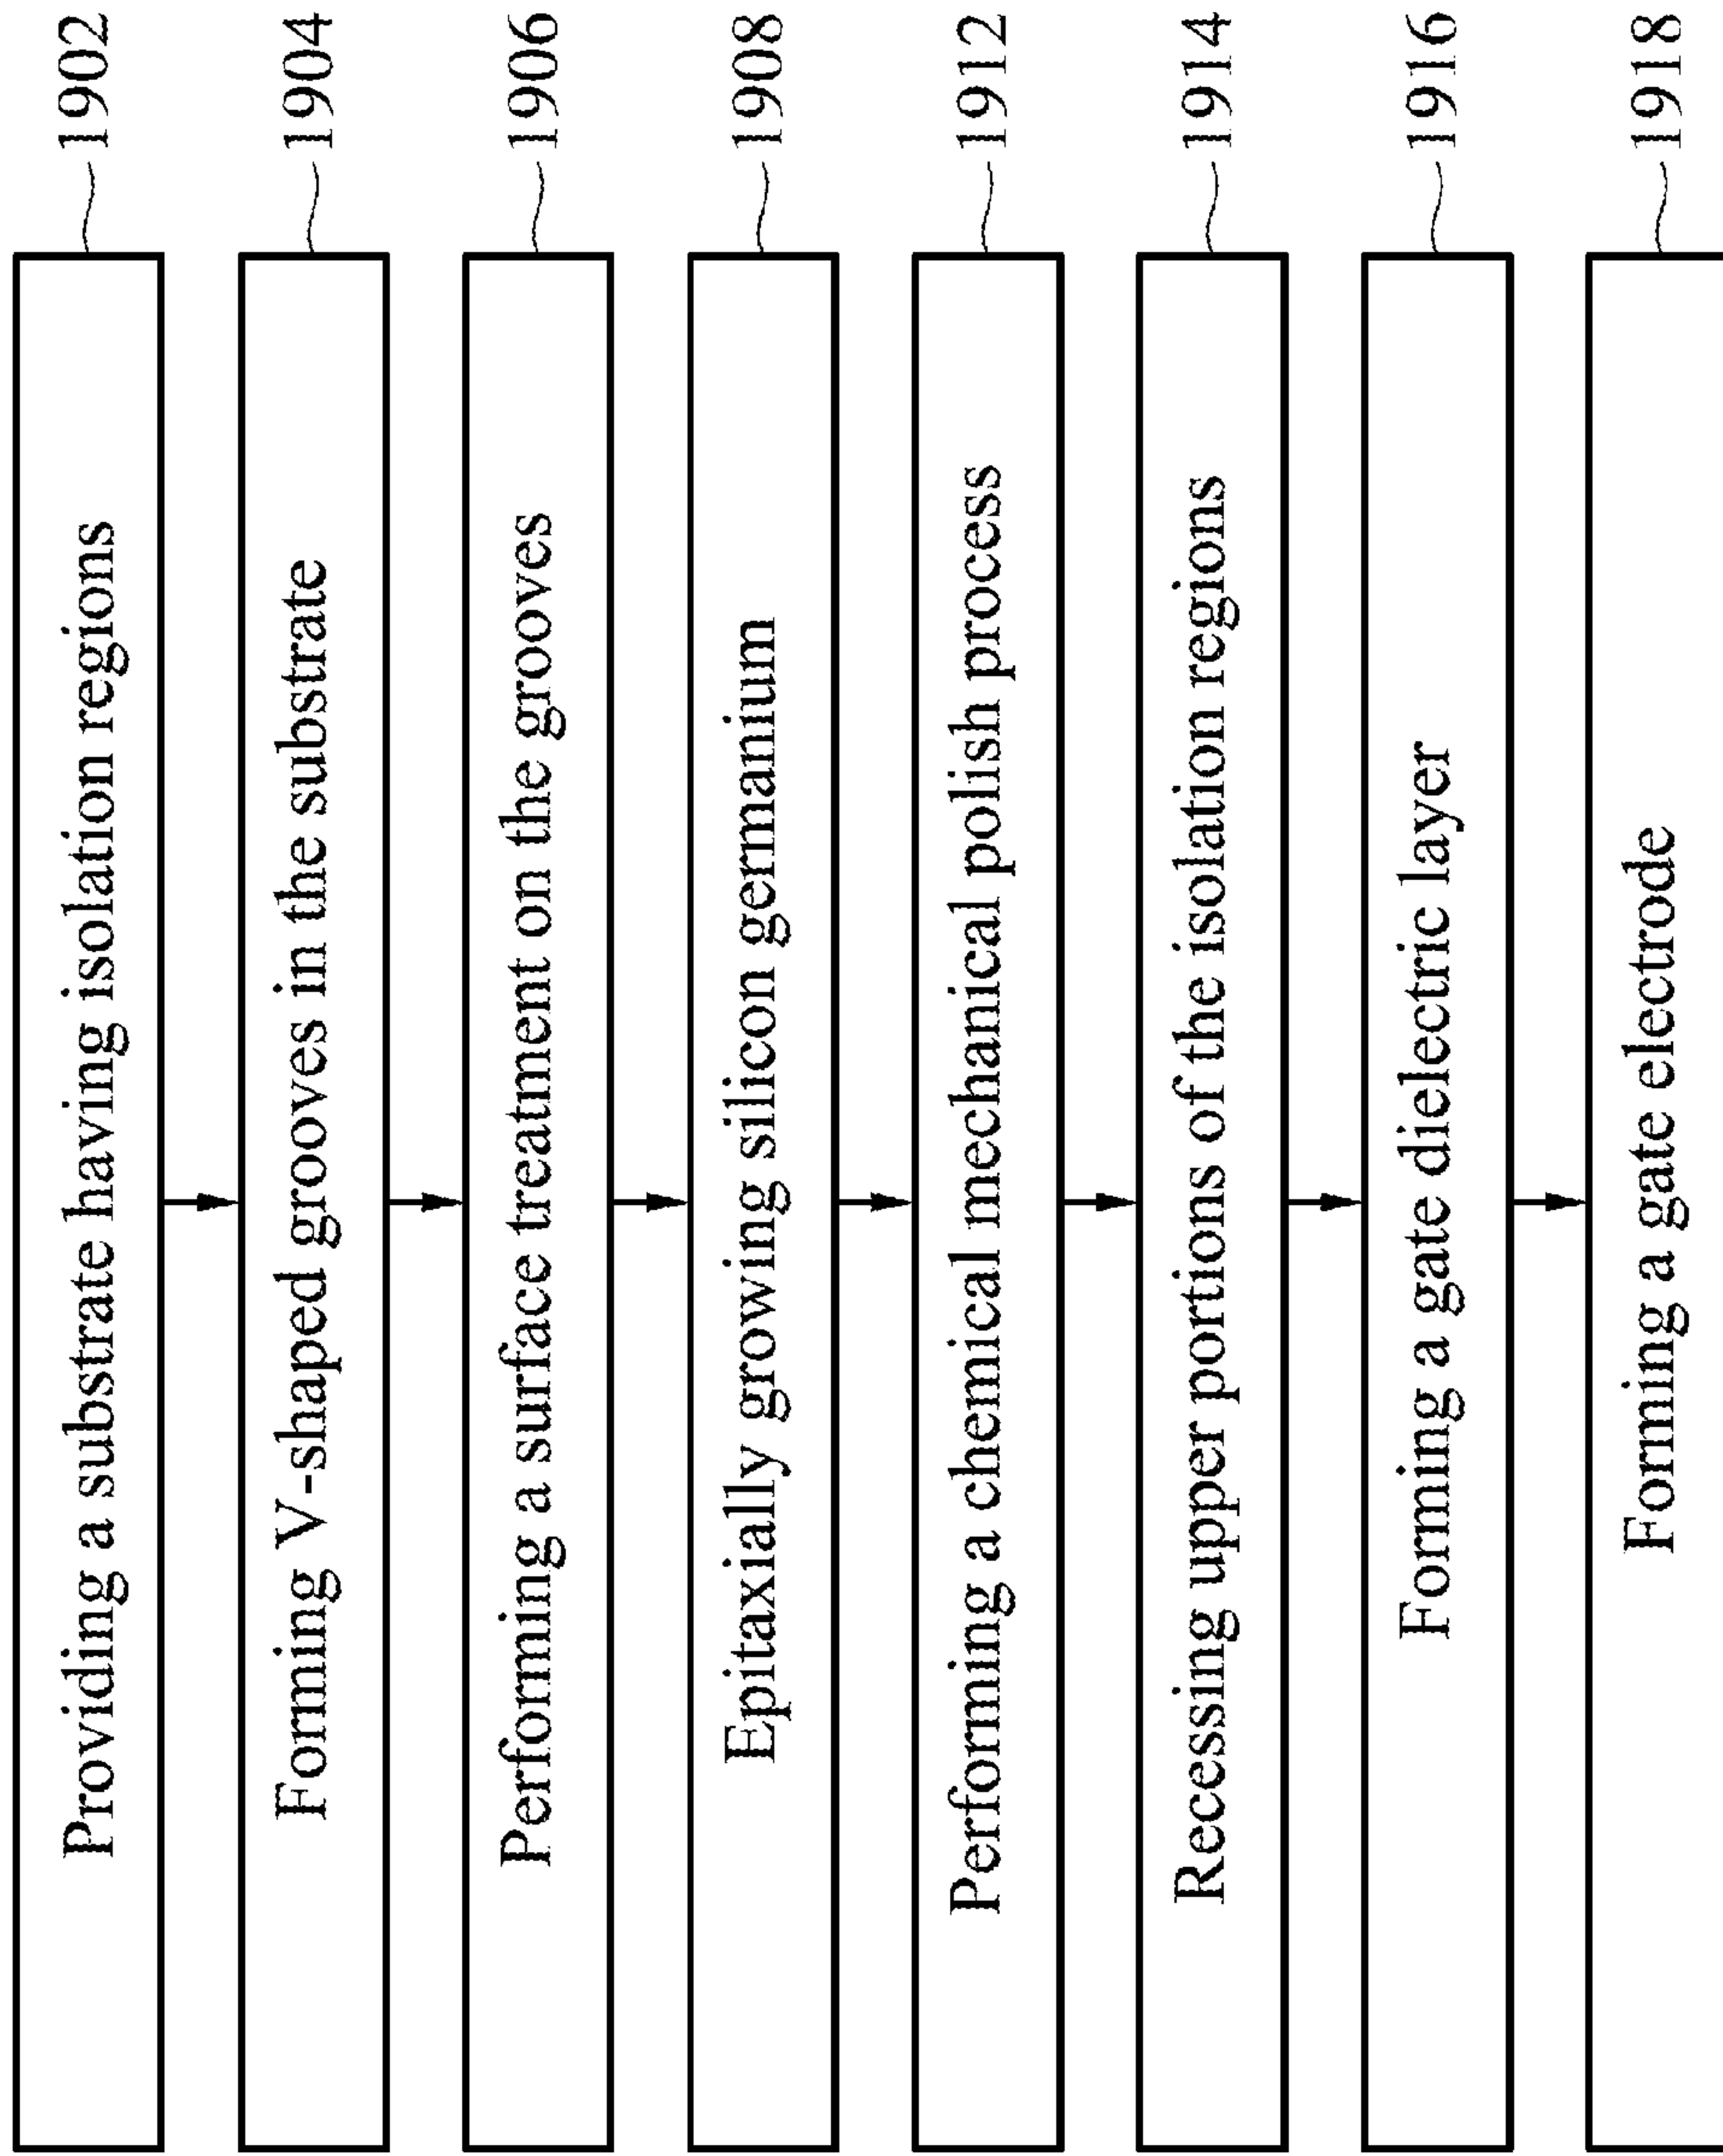 Providing a substrate having isolation regions 1902
Forming V-shaped grooves in the substrate 1904
Performing a surface treatment on the grooves 1906
Epitaxially growing silicon germanium 1908
Performing a chemical mechanical polish process 1912
Recessing upper portions of the isolation regions 1914
Forming a gate dielectric layer 1916
Forming a gate electrode 1918